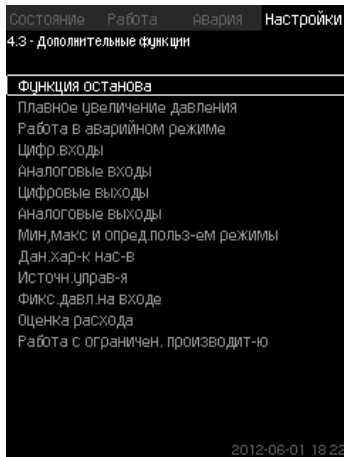 Состояние Работа Авария Настройки
4.3 - Дополнительные функции
Функция останова
Плавное увеличение давления
Работа в аварийном режиме
Цифр.входы
Аналоговые входы
Цифровые выходы
Аналоговые выходы
Мин,макс и опред.польз-ем режимы
Дан.хар-к нас-в
Источн.управ-я
Фикс.давл.на входе
Оценка расхода
Работа с ограничен. производит-ю
2012-06-01 18:22